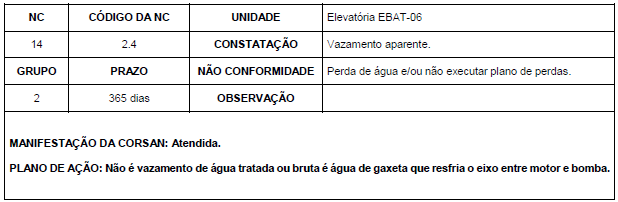 NC CÓDIGO DA NC UNIDADE Elevatória EBAT-06
14 2.4 CONSTATAÇÃO Vazamento aparente.
GRUPO PRAZO NÃO CONFORMIDADE Perda de água e/ou não executar plano de perdas.
2 365 dias OBSERVAÇÃO
MANIFESTAÇÃO DA CORSAN: Atendida.
PLANO DE AÇÃO: Não é vazamento de água tratada ou bruta é água de gaxeta que resfria o eixo entre motor e bomba.